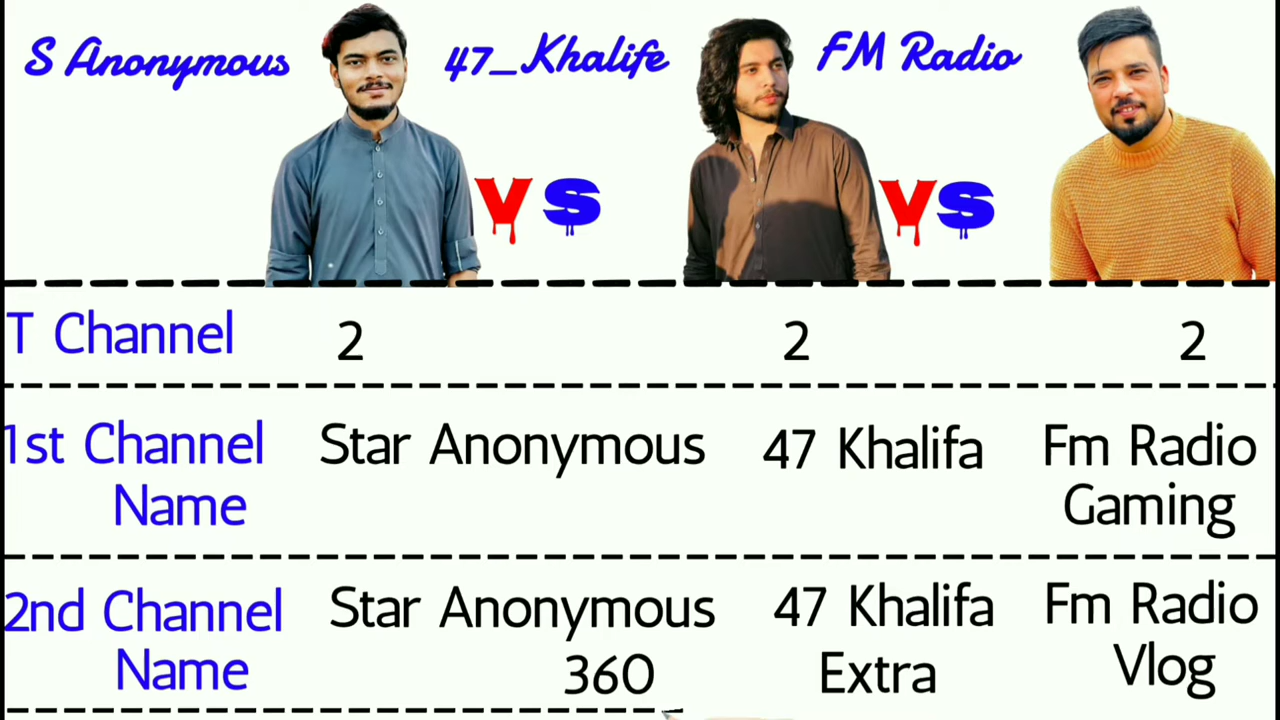 S Anonymous 47_Khalife FM Radio
VS VS
T Channel 2 2 2
1st Channel Star Anonymous 47 Khalifa Fm Radio
Name Gaming
2nd Channel Star Anonymous 47 Khalifa Fm Radio
Name 360 Extra Vlog